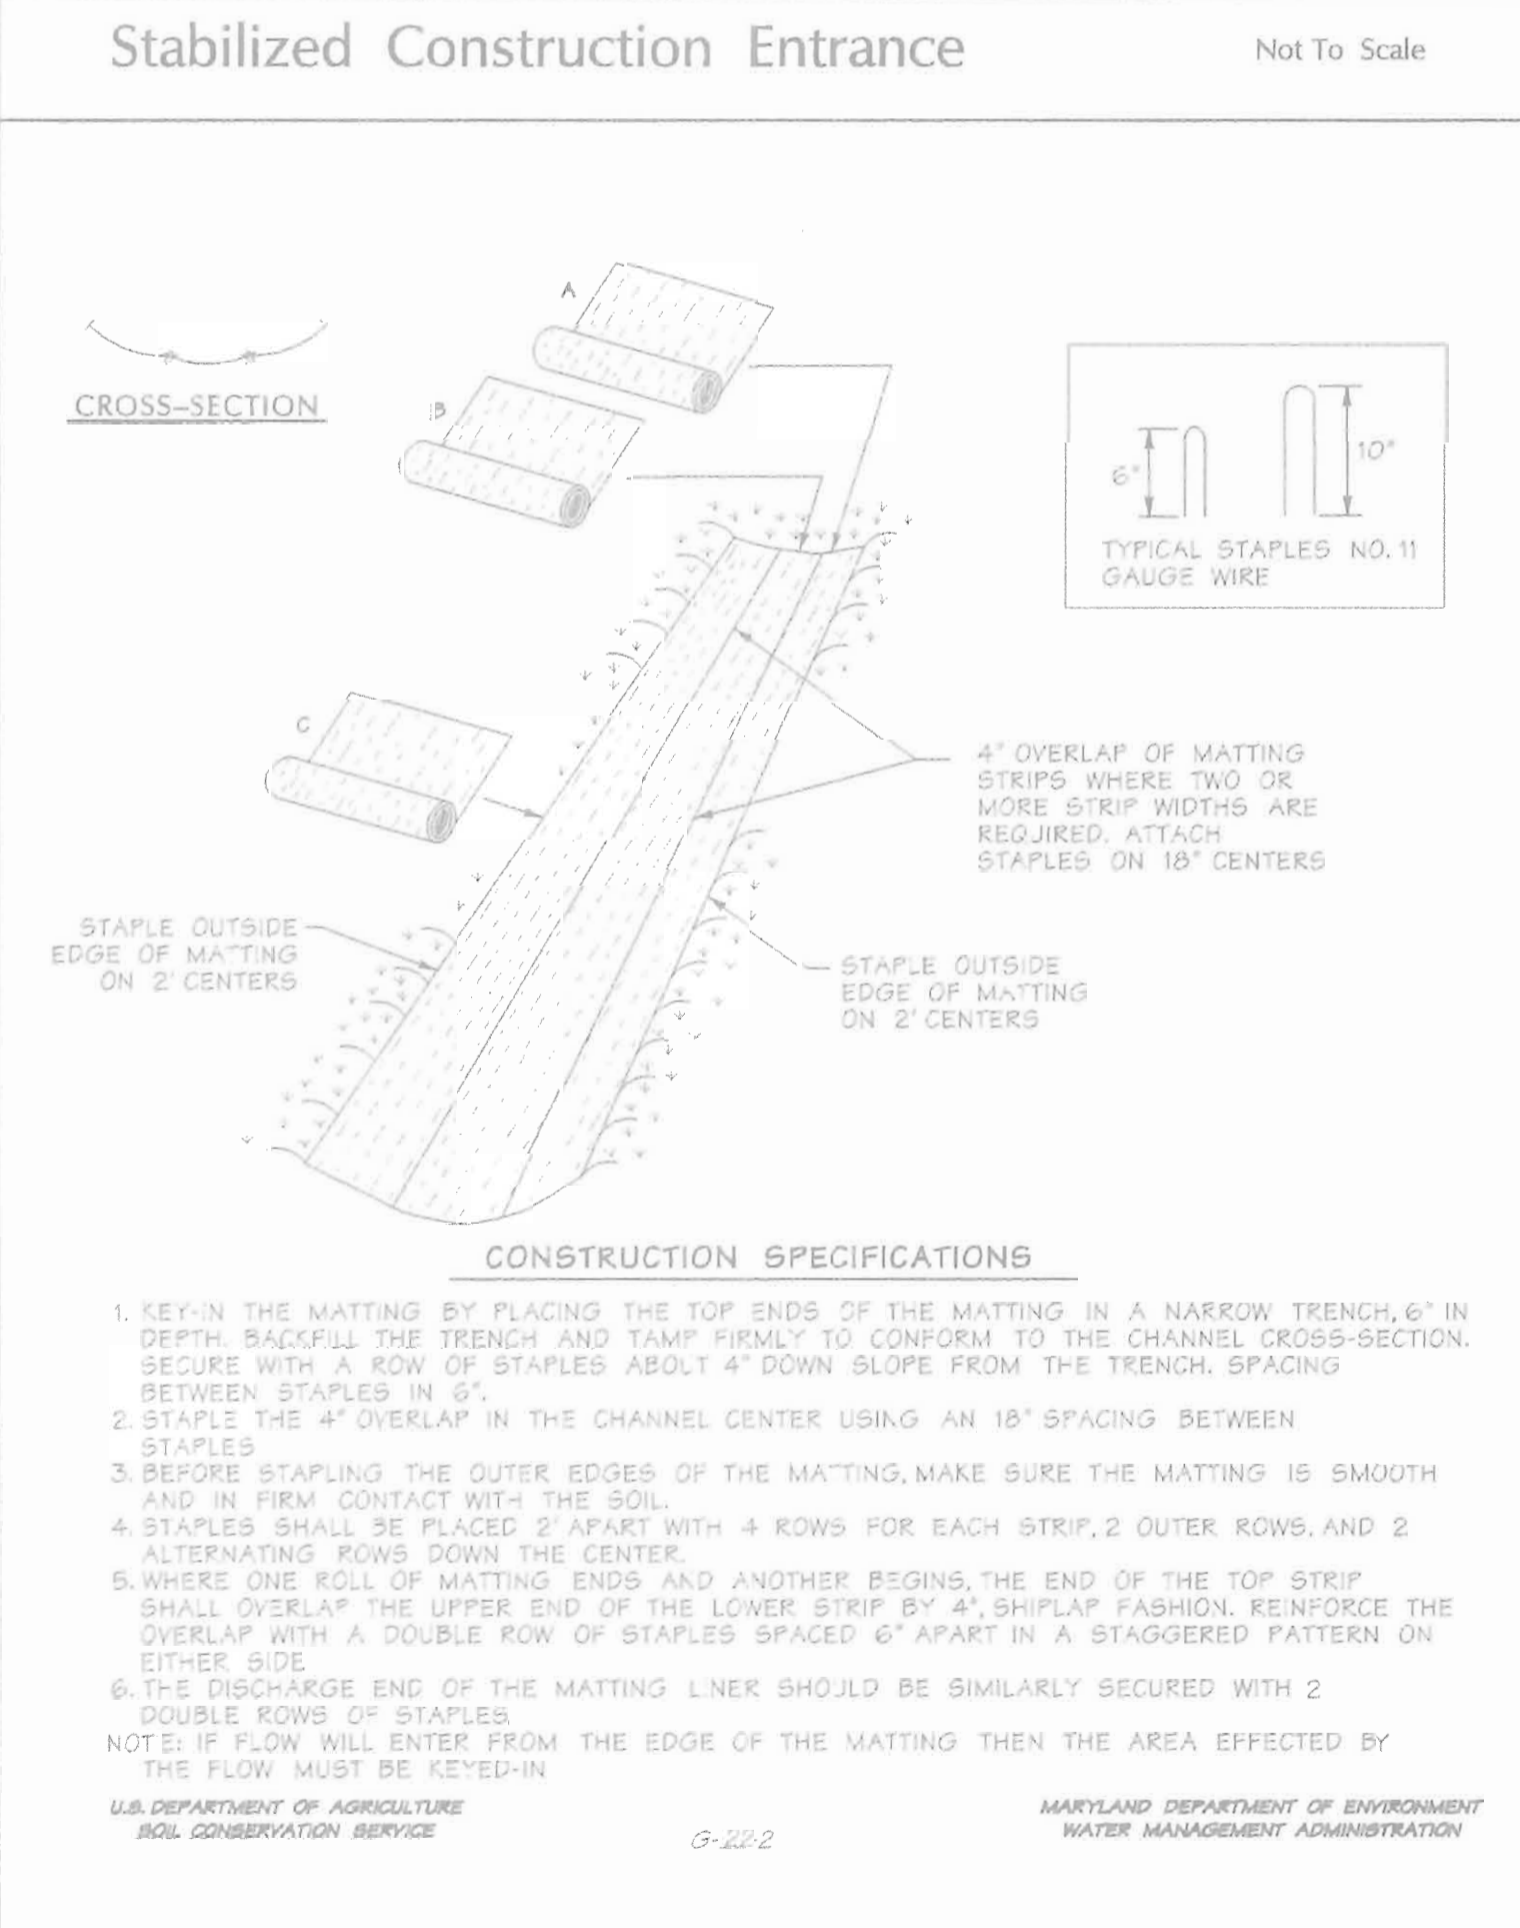 Stabilized Construction Entrance
Not To Scale
A
B
CROSS-SECTION
6"
10"
TYPICAL STAPLES NO. 11
GAUGE WIRE
C
4" OVERLAP OF MATTING
STRIPS WHERE TWO OR
MORE STRIP WIDTHS ARE
REQUIRED. ATTACH
STAPLES ON 18" CENTERS
STAPLE OUTSIDE
EDGE OF MATTING
ON 2' CENTERS
STAPLE OUTSIDE
EDGE OF MATTING
ON 2' CENTERS
CONSTRUCTION SPECIFICATIONS
1. KEY-IN THE MATTING BY PLACING THE TOP ENDS OF THE MATTING IN A NARROW TRENCH, 6" IN
DEPTH. BACKFILL THE TRENCH AND TAMP FIRMLY TO CONFORM TO THE CHANNEL CROSS-SECTION.
SECURE WITH A ROW OF STAPLES ABOUT 4" DOWN SLOPE FROM THE TRENCH. SPACING
BETWEEN STAPLES IN 6".
2. STAPLE THE 4" OVERLAP IN THE CHANNEL CENTER USING AN 18" SPACING BETWEEN
STAPLES
3. BEFORE STAPLING THE OUTER EDGES OF THE MATTING, MAKE SURE THE MATTING IS SMOOTH
AND IN FIRM CONTACT WITH THE SOIL.
4. STAPLES SHALL BE PLACED 2' APART WITH 4 ROWS FOR EACH STRIP, 2 OUTER ROWS, AND 2
ALTERNATING ROWS DOWN THE CENTER.
5. WHERE ONE ROLL OF MATTING ENDS AND ANOTHER BEGINS, THE END OF THE TOP STRIP
SHALL OVERLAP THE UPPER END OF THE LOWER STRIP BY 4", SHIPLAP FASHION. REINFORCE THE
OVERLAP WITH A DOUBLE ROW OF STAPLES SPACED 6" APART IN A STAGGERED PATTERN ON
EITHER SIDE
6. THE DISCHARGE END OF THE MATTING LINER SHOULD BE SIMILARLY SECURED WITH 2
DOUBLE ROWS OF STAPLES.
NOTE: IF FLOW WILL ENTER FROM THE EDGE OF THE MATTING THEN THE AREA EFFECTED BY
THE FLOW MUST BE KEYED-IN
U.S. DEPARTMENT OF AGRICULTURE
SOIL CONSERVATION SERVICE
G-22-2
MARYLAND DEPARTMENT OF ENVIRONMENT
WATER MANAGEMENT ADMINISTRATION